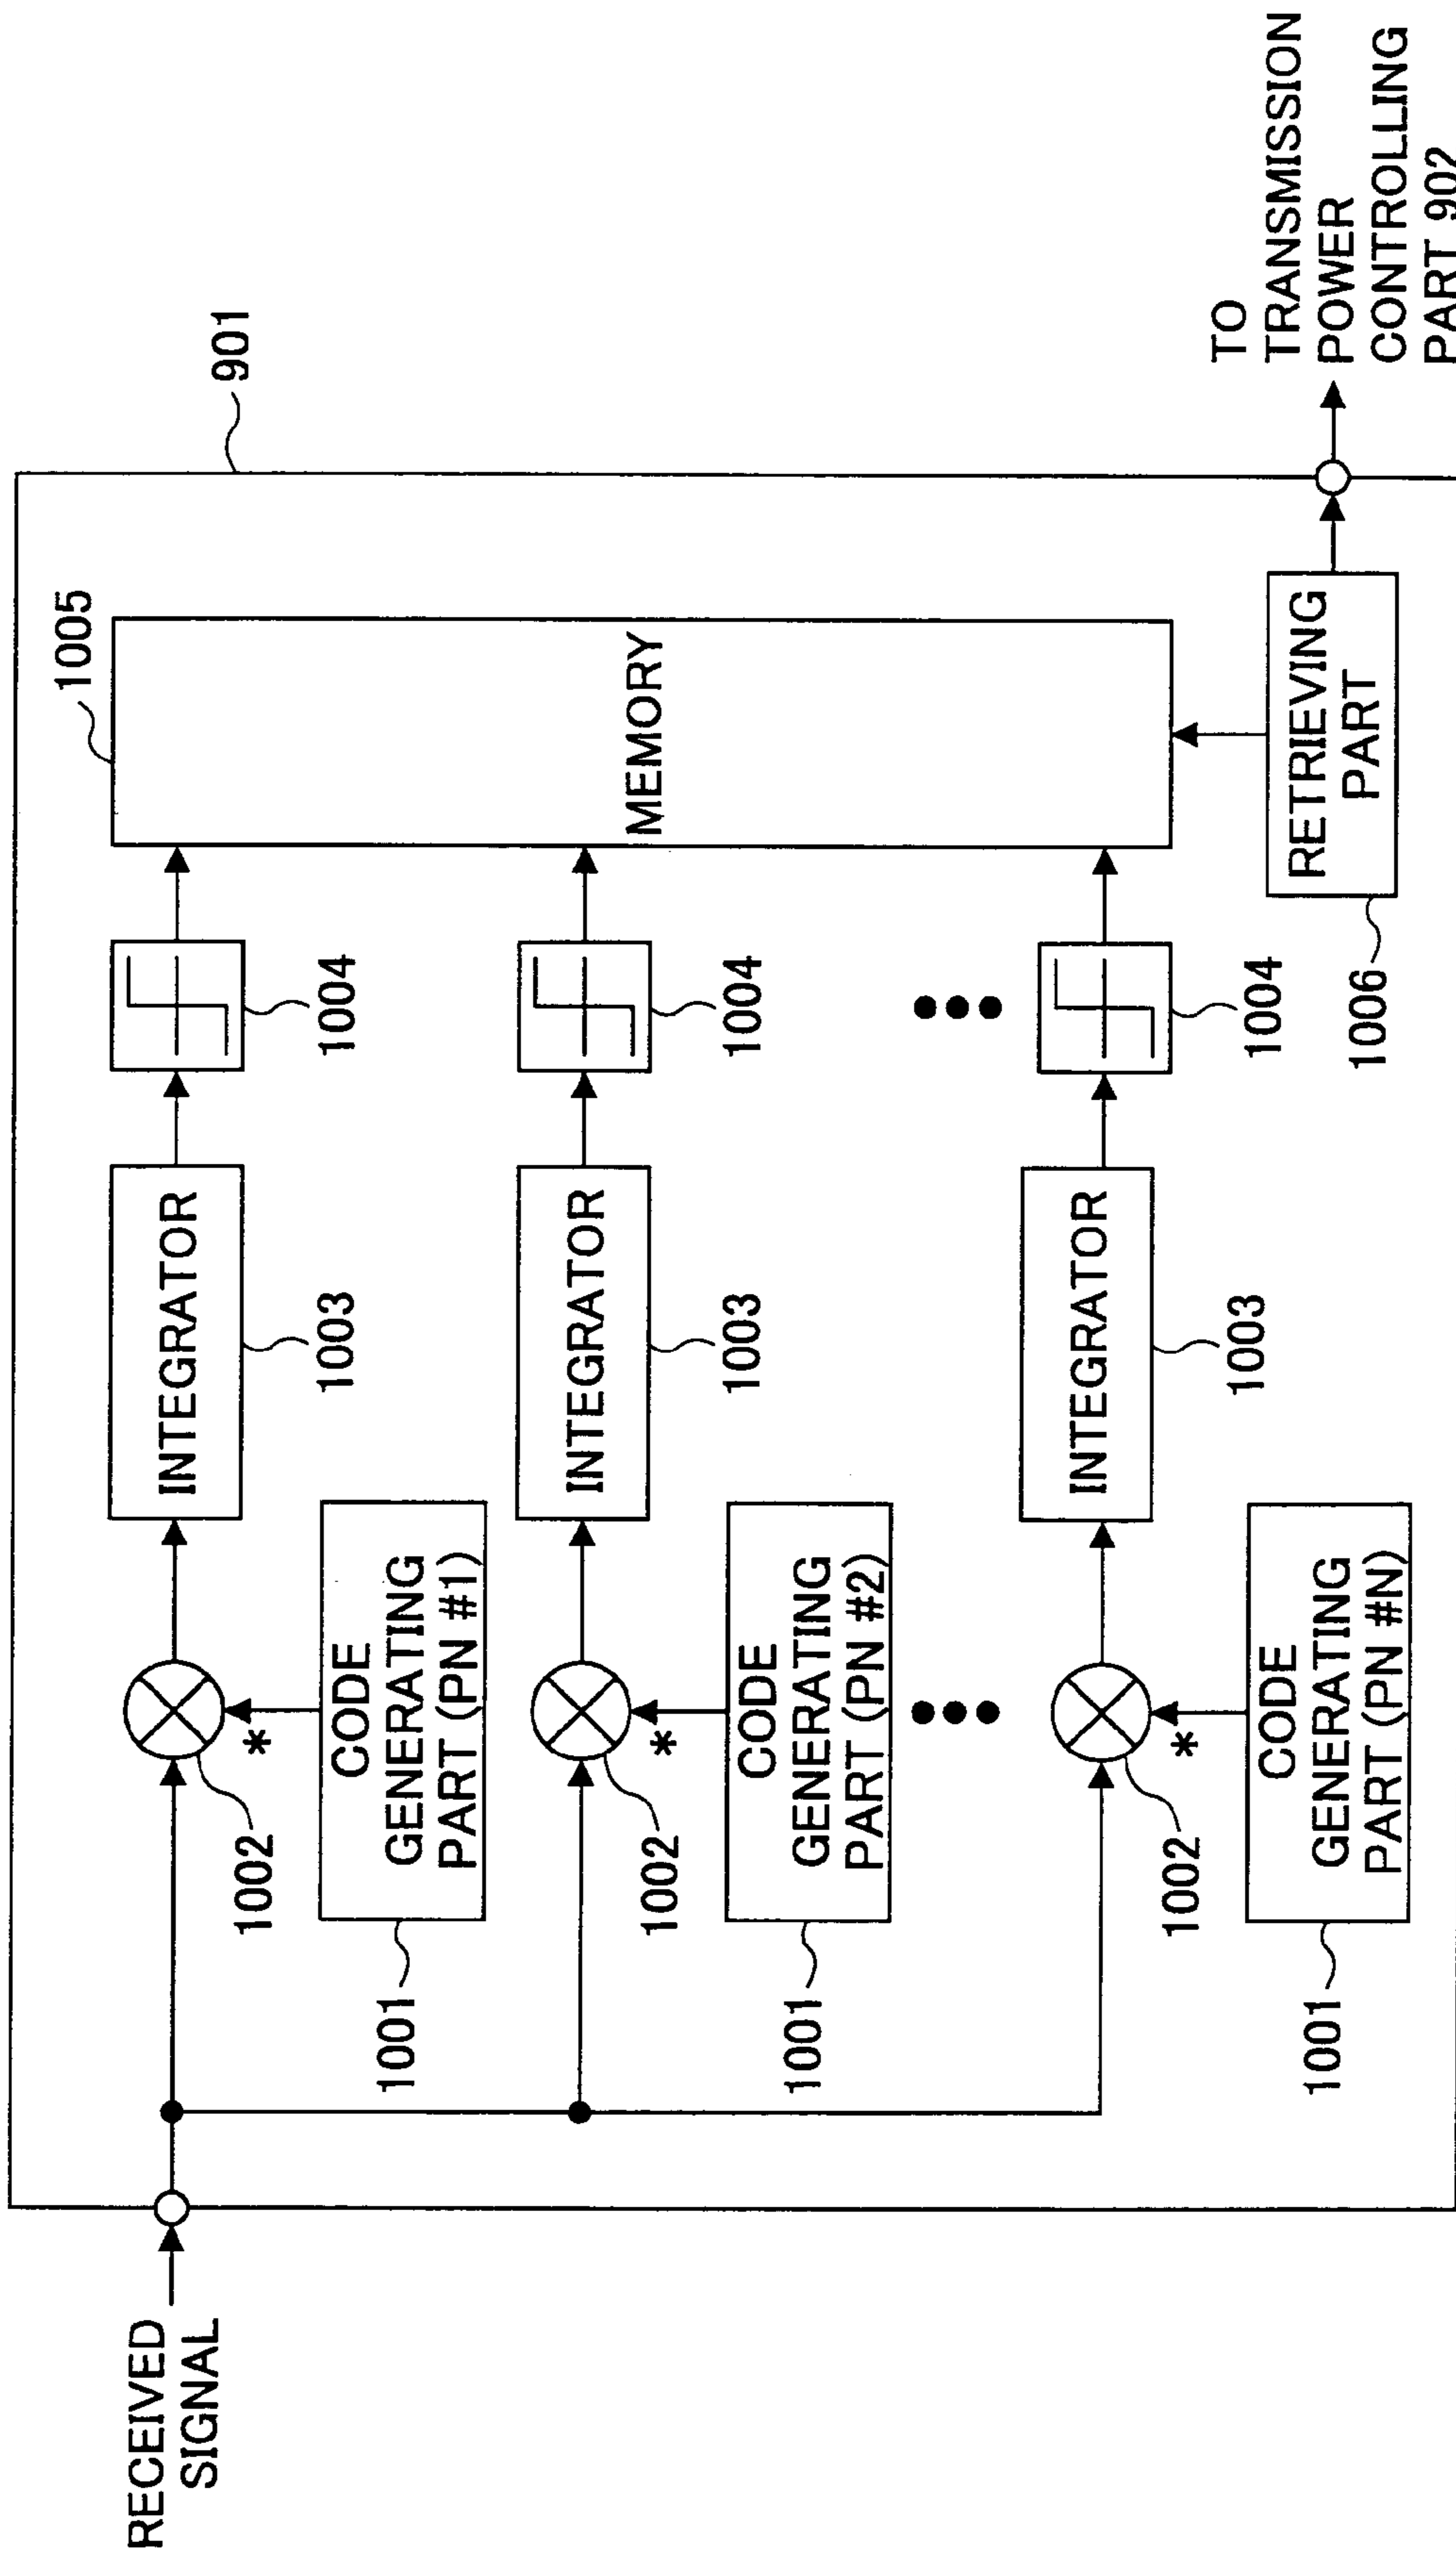 RECEIVED
SIGNAL
901
1002
*
CODE
GENERATING
PART (PN #1)
1001
INTEGRATOR
1003
1004
1005
MEMORY
1002
*
CODE
GENERATING
PART (PN #2)
1001
INTEGRATOR
1003
1004
1002
*
CODE
GENERATING
PART (PN #N)
1001
INTEGRATOR
1003
1004
RETRIEVING
PART
1006
TO
TRANSMISSION
POWER
CONTROLLING
PART 902